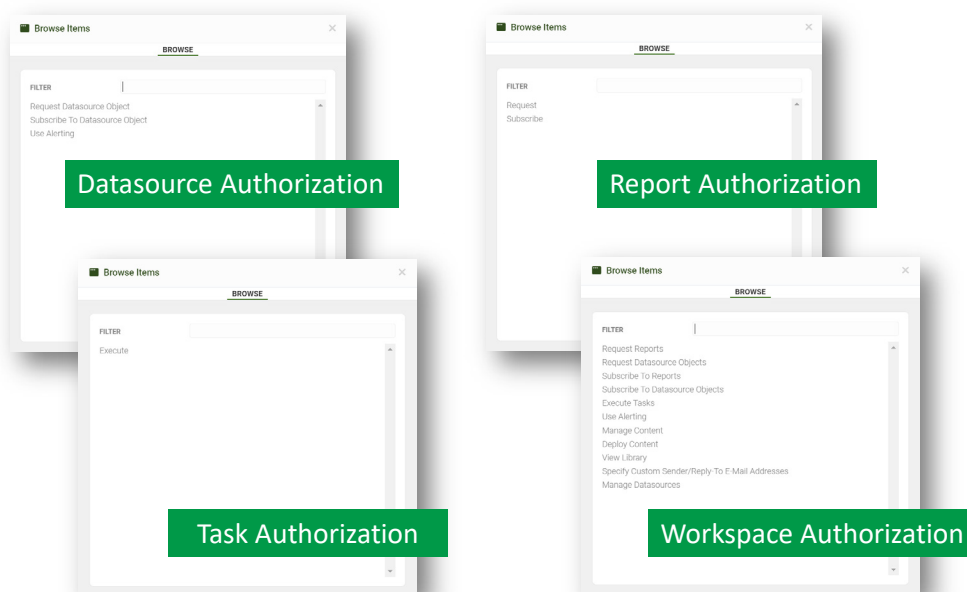 Browse Items
BROWSE
FILTER
Request Datasource Object
Subscribe To Datasource Object
Use Alerting
Datasource Authorization
Browse Items
BROWSE
FILTER
Request
Subscribe
Report Authorization
Browse Items
BROWSE
FILTER
Execute
Task Authorization
Browse Items
BROWSE
FILTER
Request Reports
Request Datasource Objects
Subscribe To Reports
Subscribe To Datasource Objects
Execute Tasks
Use Alerting
Manage Content
Deploy Content
View Library
Specify Custom Sender/Reply-To E-Mail Addresses
Manage Datasources
Workspace Authorization